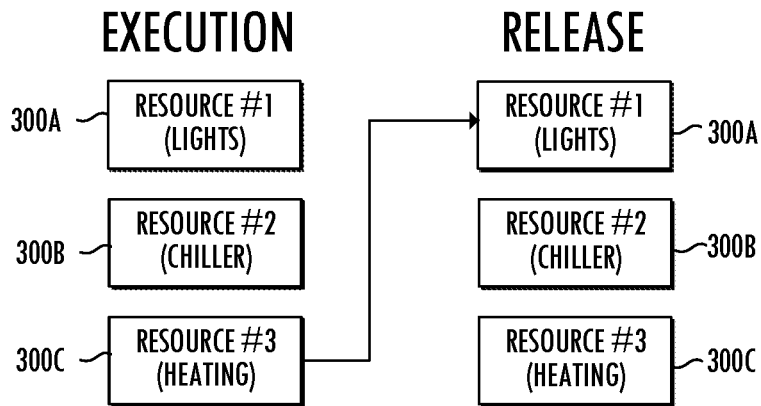 EXECUTION
300A
RESOURCE #1
(LIGHTS)
300B
RESOURCE #2
(CHILLER)
300C
RESOURCE #3
(HEATING)
RELEASE
RESOURCE #1
(LIGHTS)
300A
RESOURCE #2
(CHILLER)
300B
RESOURCE #3
(HEATING)
300C